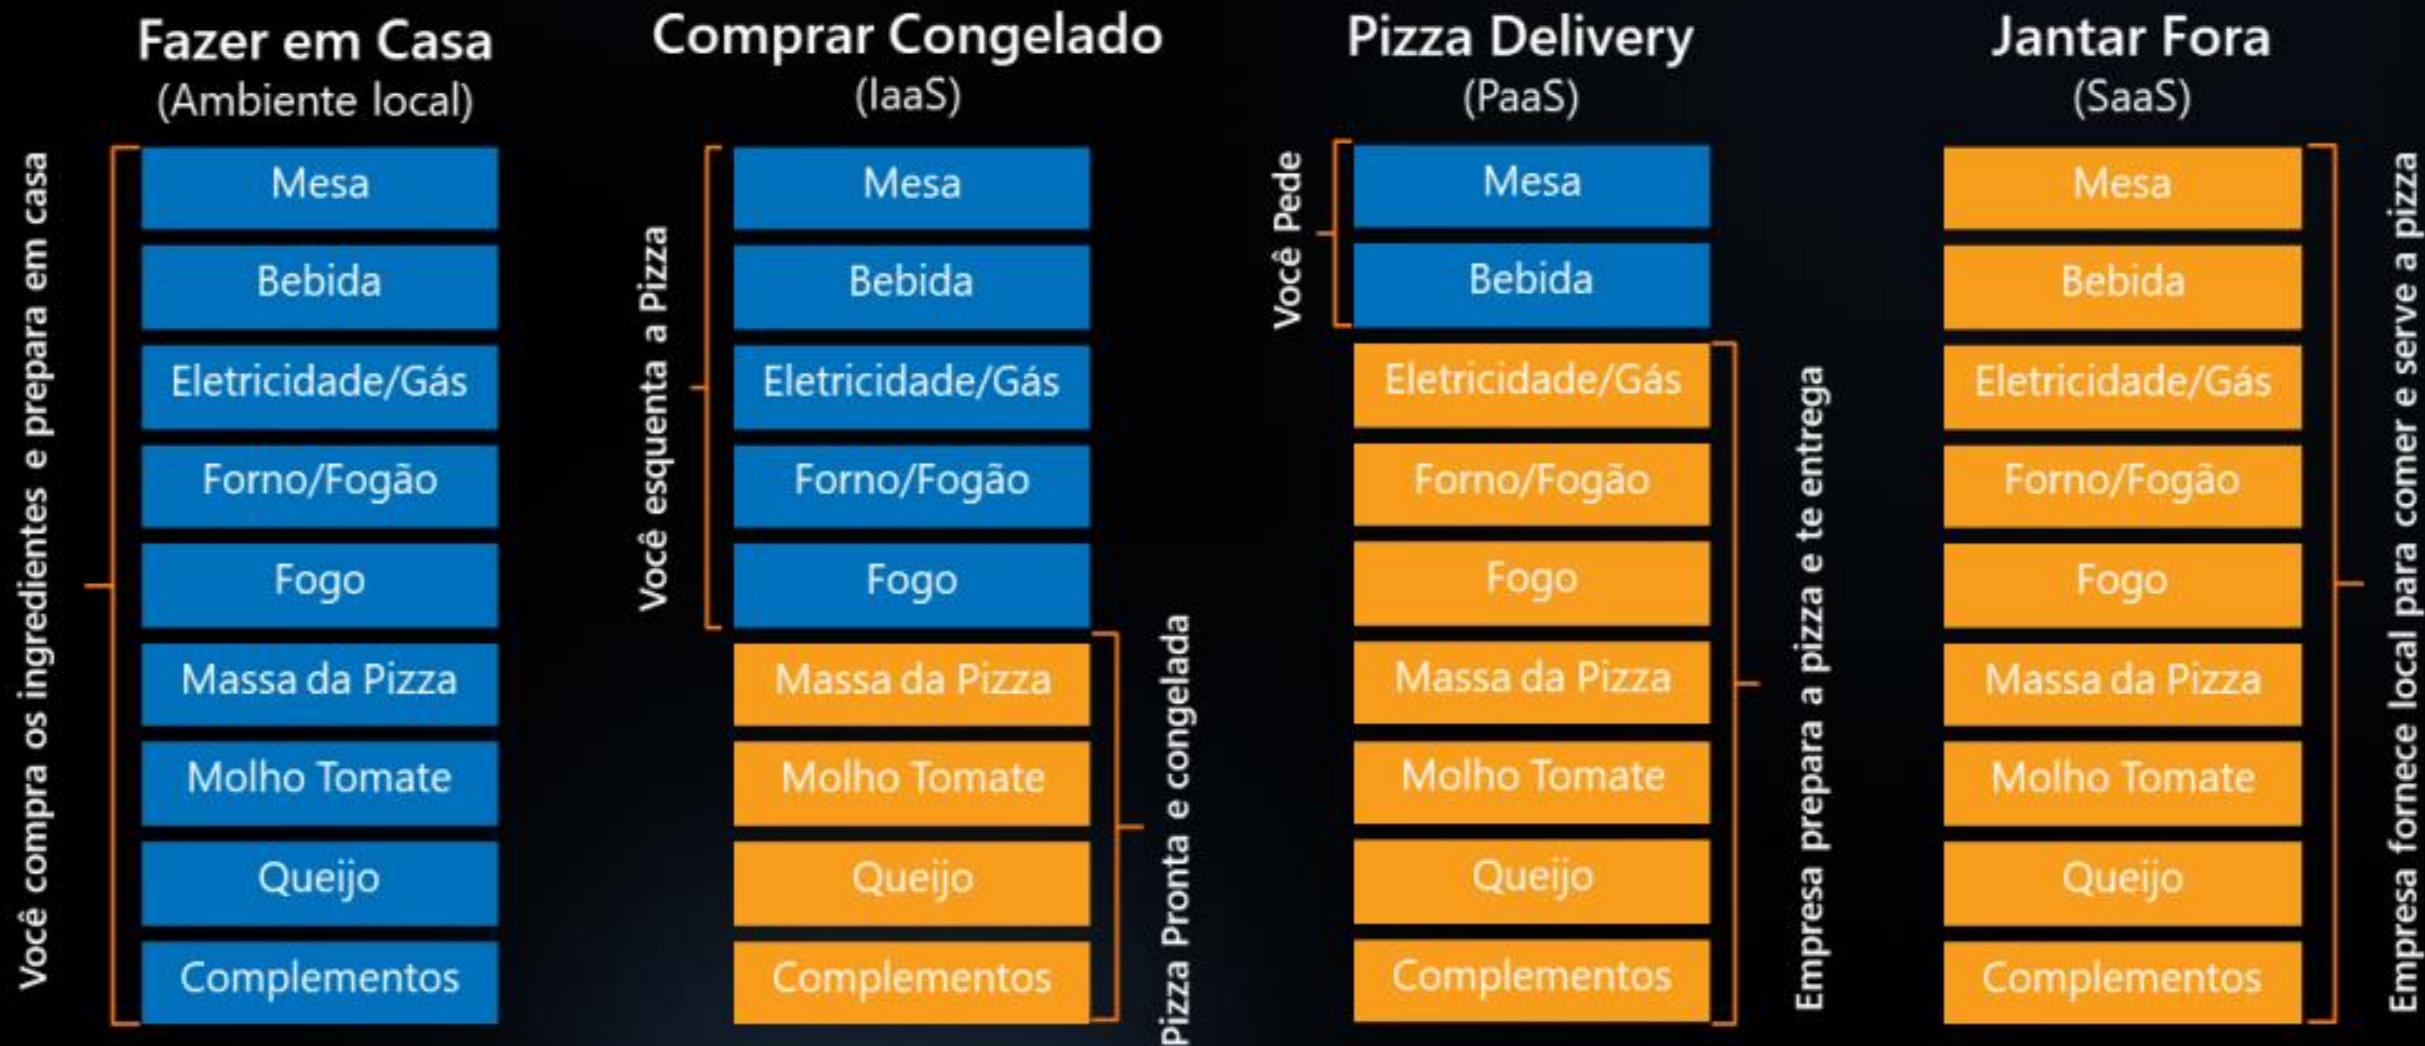 Fazer em Casa
(Ambiente local)
Você compra os ingredientes e prepara em casa
Mesa
Bebida
Eletricidade/Gás
Forno/Fogão
Fogo
Massa da Pizza
Molho Tomate
Queijo
Complementos
Comprar Congelado
(IaaS)
Você esquenta a Pizza
Mesa
Bebida
Eletricidade/Gás
Forno/Fogão
Fogo
Massa da Pizza
Molho Tomate
Queijo
Complementos
Pizza Pronta e congelada
Pizza Delivery
(PaaS)
Você Pede
Mesa
Bebida
Eletricidade/Gás
Forno/Fogão
Fogo
Massa da Pizza
Molho Tomate
Queijo
Complementos
Empresa prepara a pizza e te entrega
Jantar Fora
(SaaS)
Mesa
Bebida
Eletricidade/Gás
Forno/Fogão
Fogo
Massa da Pizza
Molho Tomate
Queijo
Complementos
Empresa fornece local para comer e serve a pizza